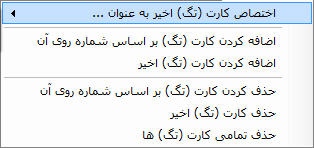 اختصاص کارت (تگ) اخیر به عنوان ...
اضافه کردن کارت (تگ) بر اساس شماره روی آن
اضافه کردن کارت (تگ) اخیر
حذف کردن کارت (تگ) بر اساس شماره روی آن
حذف کارت (تگ) اخیر
حذف تمامی کارت (تگ) ها